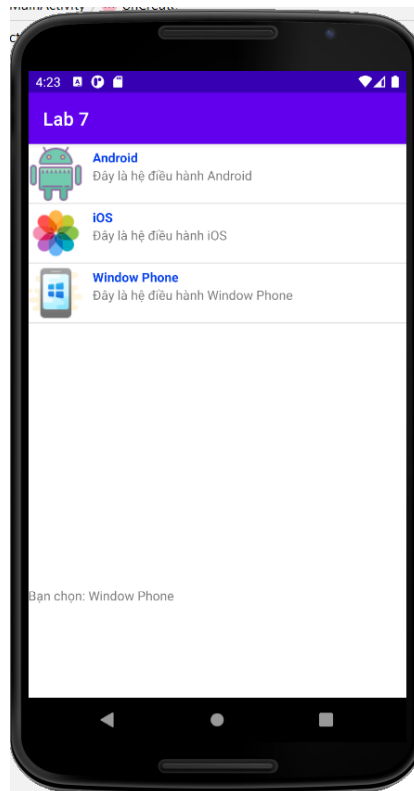 MainActivity
4:23
Lab 7
Android
Đây là hệ điều hành Android
iOS
Đây là hệ điều hành iOS
Window Phone
Đây là hệ điều hành Window Phone
Bạn chọn: Window Phone